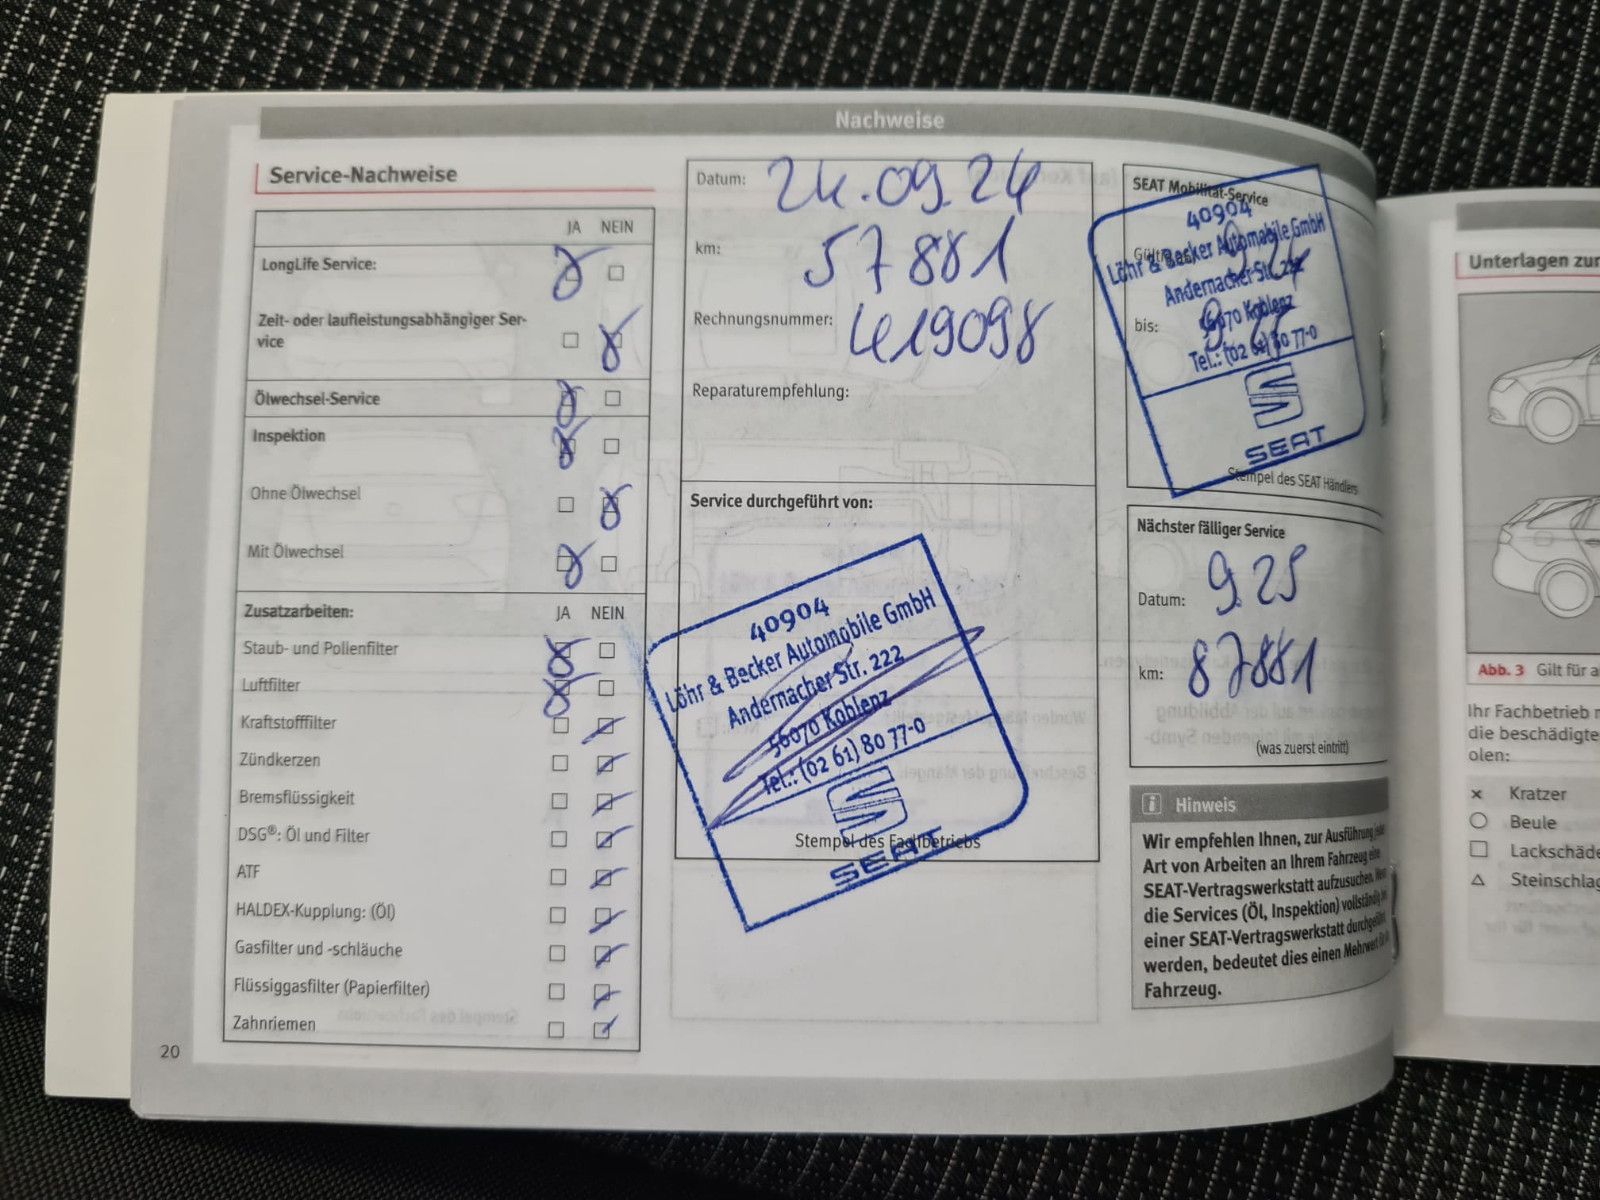 Nachweise
Service-Nachweise
JA NEIN
LongLife Service:
Zeit- oder laufleistungsabhängiger Ser-
vice
Ölwechsel-Service
Inspektion
Ohne Ölwechsel
Mit Ölwechsel
Zusatzarbeiten: JA NEIN
Staub- und Pollenfilter
Luftfilter
Kraftstofffilter
Zündkerzen
Bremsflüssigkeit
DSG®: Öl und Filter
ATF
HALDEX-Kupplung: (Öl)
Gasfilter und -schläuche
Flüssiggasfilter (Papierfilter)
Zahnriemen
20
Datum: 24.09.24
km: 57881
Rechnungsnummer: 419098
Reparaturempfehlung:
Service durchgeführt von:
40904
Löhr & Becker Automobile GmbH
Andernacher Str. 222
56070 Koblenz
Tel.: (02 61) 80 77-0
SEAT
Stempel des Fachbetriebs
SEAT Mobilität-Service
40904
Löhr & Becker Automobile GmbH
Andernacher Str. 222
56070 Koblenz
bis:
Tel.: (02 61) 80 77-0
SEAT
Stempel des SEAT Händlers
Nächster fälliger Service
Datum: 9.25
km: 87881
(was zuerst eintritt)
i Hinweis
Wir empfehlen Ihnen, zur Ausführung jeder
Art von Arbeiten an Ihrem Fahrzeug eine
SEAT-Vertragswerkstatt aufzusuchen. Wenn
die Services (Öl, Inspektion) vollständig bei
einer SEAT-Vertragswerkstatt durchgeführt
werden, bedeutet dies einen Mehrwert für Ihr
Fahrzeug.
Unterlagen zur
Abb. 3 Gilt für a
Ihr Fachbetrieb
die beschädigte
olen:
x Kratzer
Beule
Lackschäde
Steinschlag